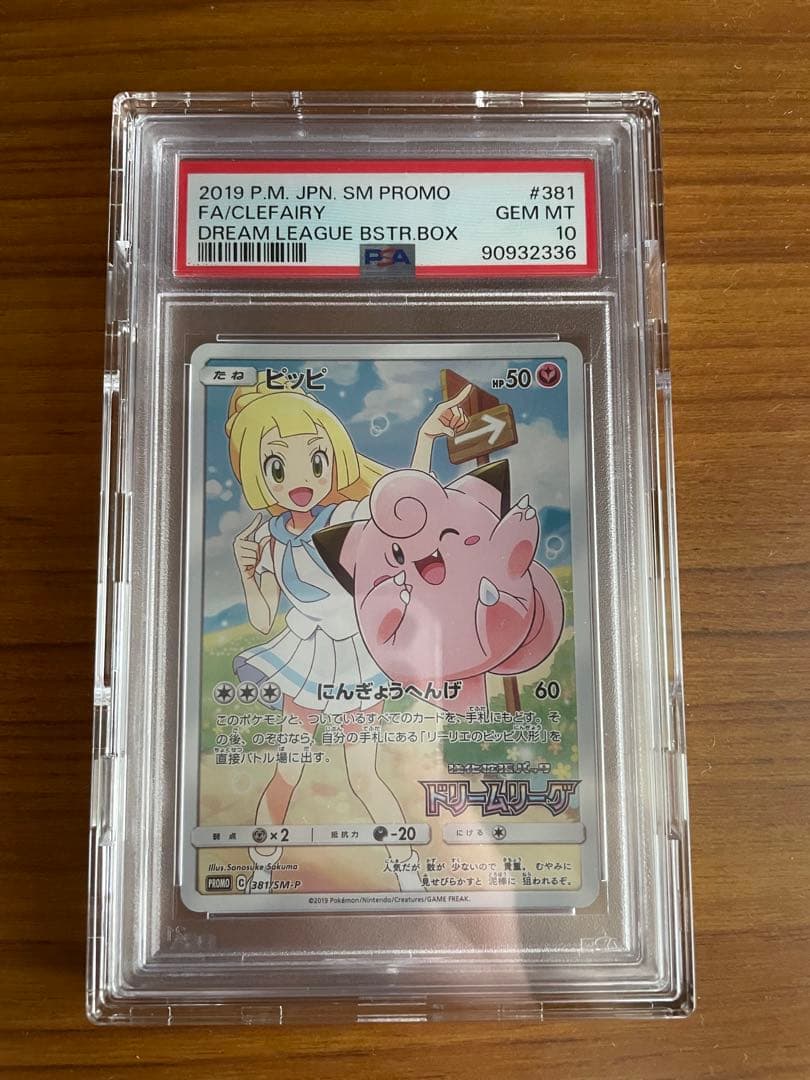 2019 P.M. JPN. SM PROMO #381
FA/CLEFAIRY GEM MT
DREAM LEAGUE BSTR.BOX 10
PSA 90932336
たね ピッピ HP50
にんぎょうへんげ 60
このポケモンと、ついているすべてのカードを、手札にもどす。そ
の後、のぞむなら、自分の手札にある「リーリエのピッピ人形」を
直接バトル場に出す。
強化拡張パック
ドリームリーグ
弱点 ×2 抵抗力 -20 にげる
Illus. Sanosuke Sakuma
人気だが 数が 少ないので 貴重。 むやみに
見せびらかすと 泥棒に 狙われるぞ。
PROMO C 381/SM-P
©2019 Pokémon/Nintendo/Creatures/GAME FREAK.